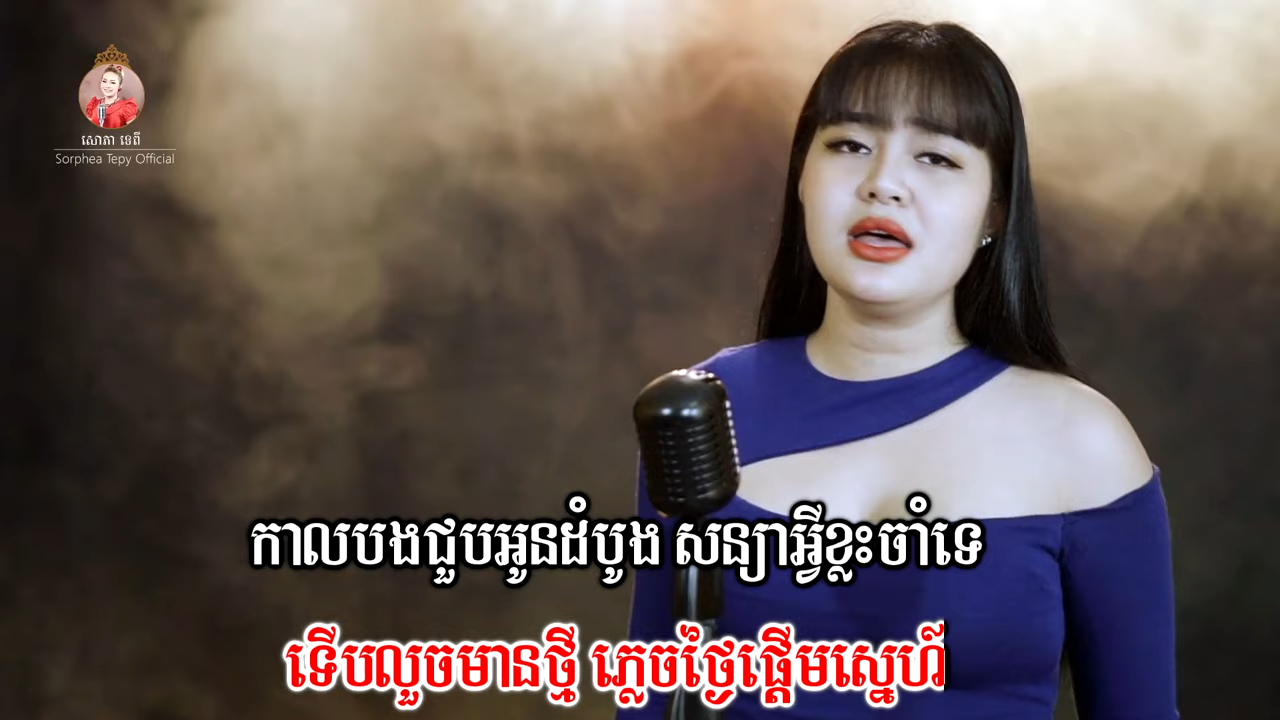 សោភា ទេពី
Sorphea Tepy Official
កាលបងជួបអូនដំបូង សន្យាអ្វីខ្លះចាំទេ
ទើបលួចមានថ្មី ភ្លេចថ្ងៃផ្ដើមស្នេហ៍